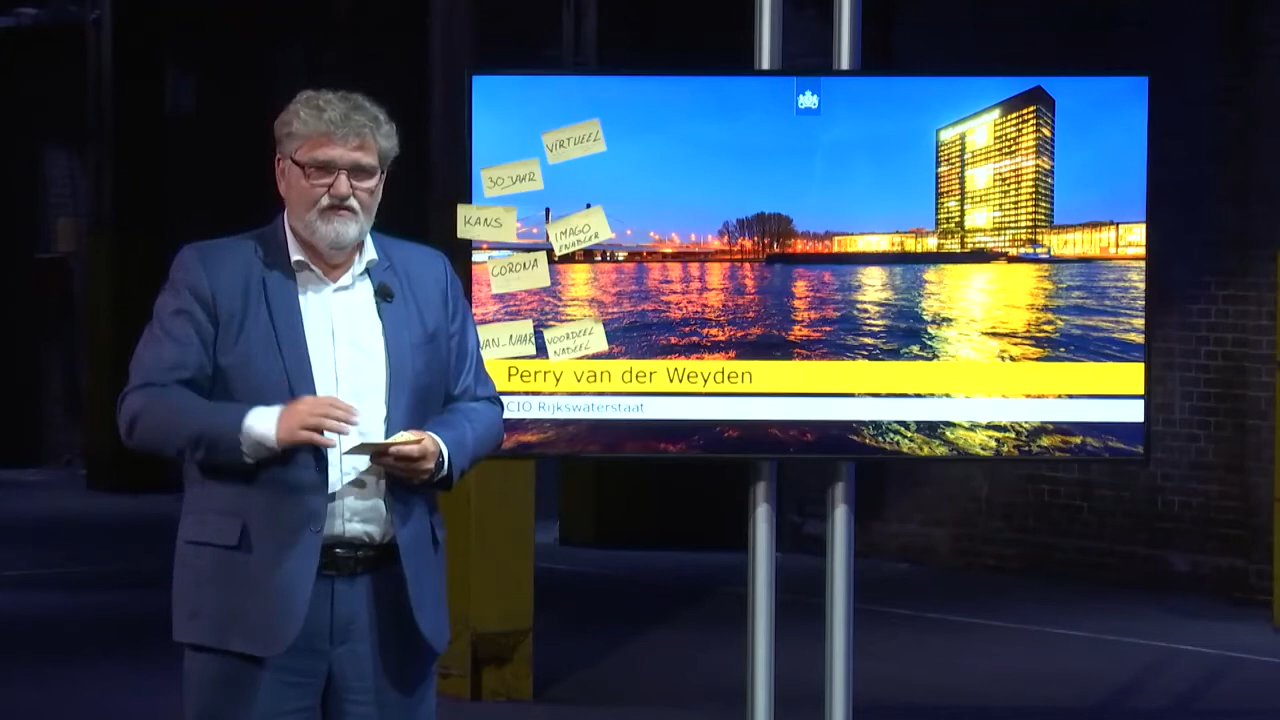 VIRTUEEL
30 JAAR
KANS
IMAGO
ENABLER
CORONA
VAN-NAAR
VOORDEEL
NADEEL
Perry van der Weyden
CIO Rijkswaterstaat